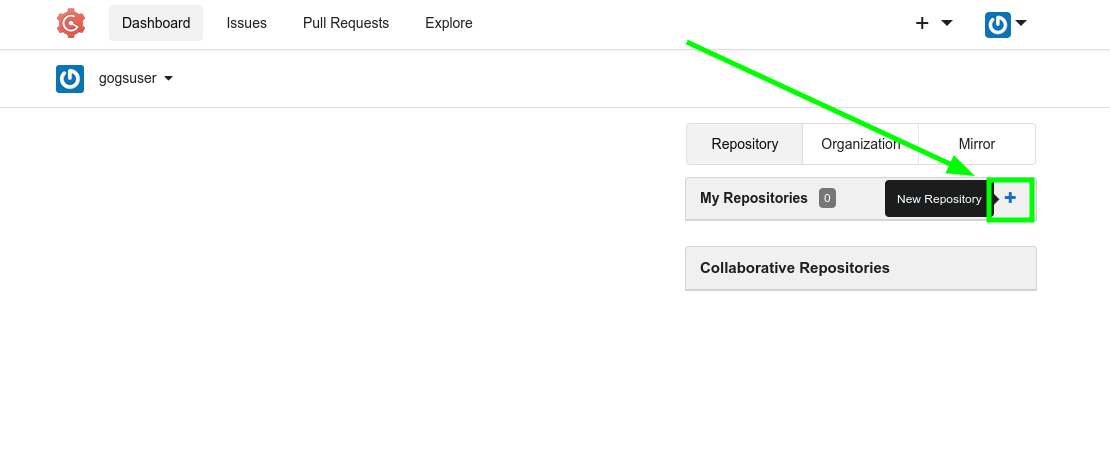 Dashboard Issues Pull Requests Explore +
gogsuser
Repository Organization Mirror
My Repositories 0 New Repository +
Collaborative Repositories